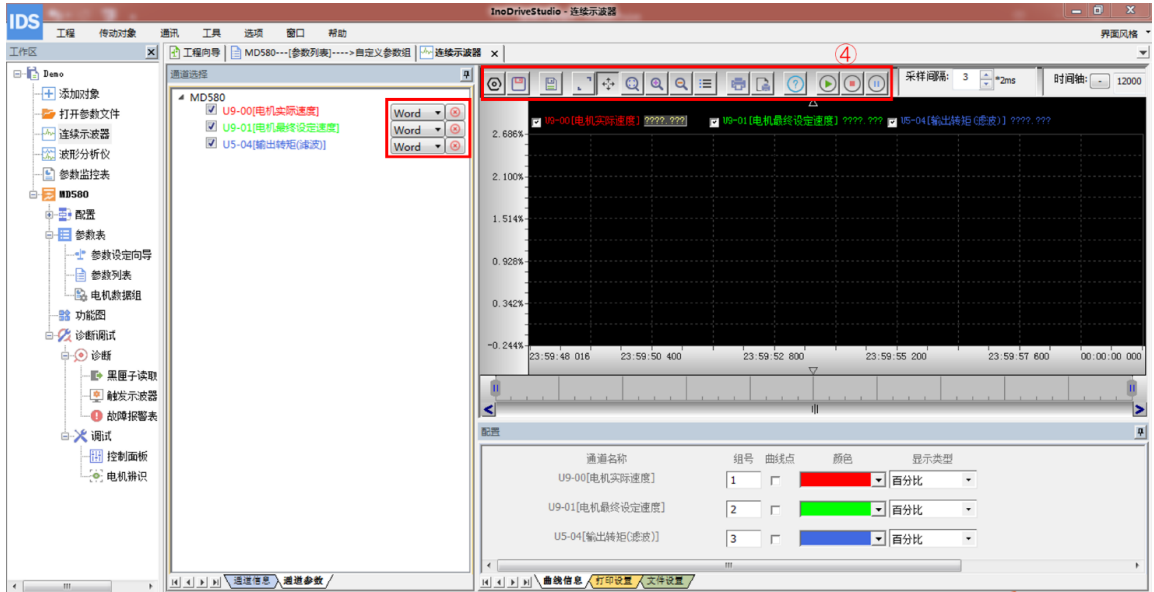 InoDriveStudio - 连续示波器
IDS
工程 传动对象 通讯 工具 选项 窗口 帮助 界面风格
工作区
工程向导 MD580---[参数列表]---->自定义参数组 连续示波器 x
Demo
添加对象
打开参数文件
连续示波器
波形分析仪
参数监控表
MD580
配置
参数表
参数设定向导
参数列表
电机数据组
功能图
诊断调试
诊断
黑匣子读取
触发示波器
故障报警表
调试
控制面板
电机辨识
通道选择
MD580
U9-00[电机实际速度] Word
U9-01[电机最终设定速度] Word
U5-04[输出转矩(滤波)] Word
通道信息 通道参数
④
采样间隔: 3 *2ms 时间轴: - 12000
U9-00[电机实际速度] ????.??? U9-01[电机最终设定速度] ????.??? U5-04[输出转矩(滤波)] ????.???
2.686%
2.100%
1.514%
0.928%
0.342%
-0.244%
23:59:48 016 23:59:50 400 23:59:52 800 23:59:55 200 23:59:57 600 00:00:00 000
配置
通道名称 组号 曲线点 颜色 显示类型
U9-00[电机实际速度] 1 百分比
U9-01[电机最终设定速度] 2 百分比
U5-04[输出转矩(滤波)] 3 百分比
曲线信息 打印设置 文件设置